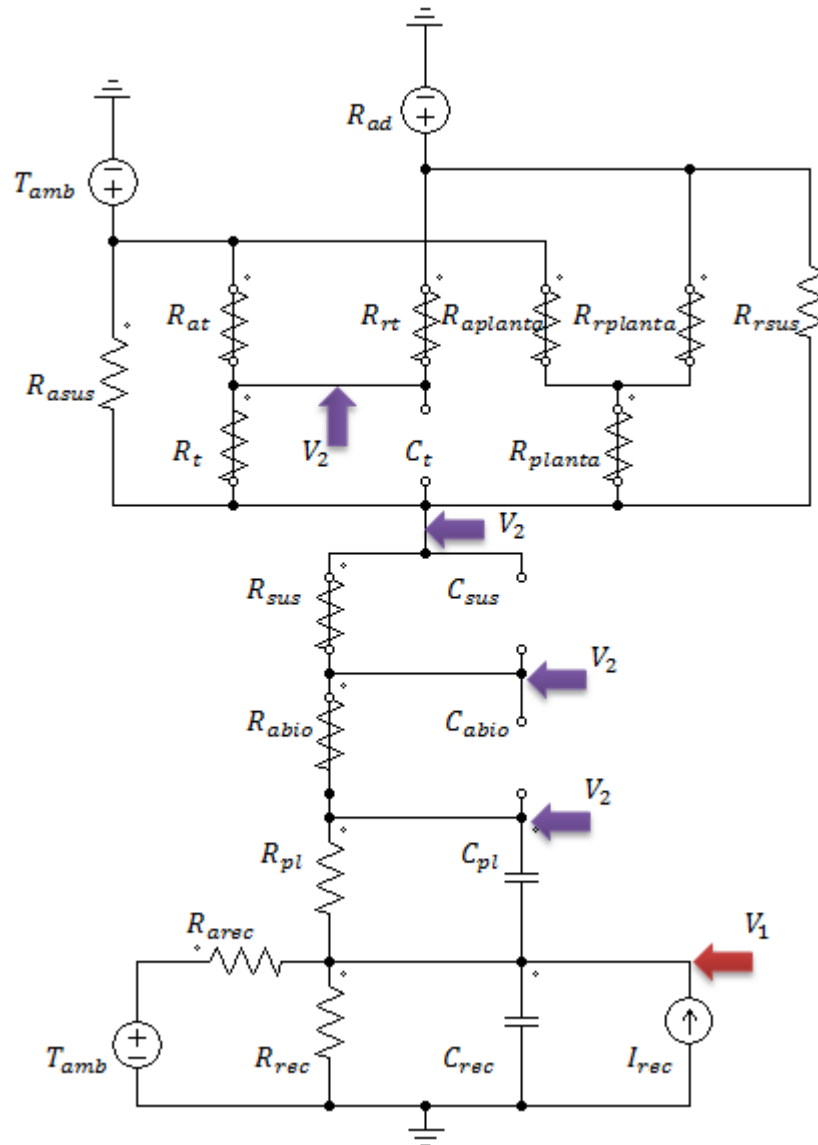 R_ad
T_amb
R_at
R_rt
R_aplanta
R_rplanta
R_rsus
R_asus
R_t
V_2
C_t
R_planta
V_2
R_sus
C_sus
V_2
R_abio
C_abio
V_2
R_pl
C_pl
R_arec
V_1
T_amb
R_rec
C_rec
I_rec